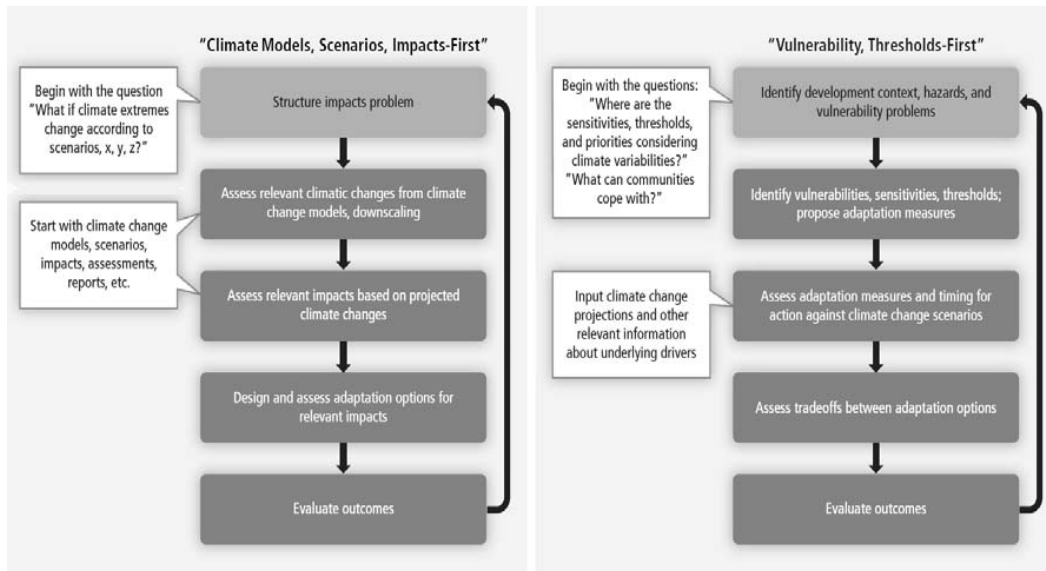 "Climate Models, Scenarios, Impacts-First"
Begin with the question
"What if climate extremes
change according to
scenarios, x, y, z?"
Structure impacts problem
Assess relevant climatic changes from climate
change models, downscaling
Start with climate change
models, scenarios,
impacts, assessments,
reports, etc.
Assess relevant impacts based on projected
climate changes
Design and assess adaptation options for
relevant impacts
Evaluate outcomes
"Vulnerability, Thresholds-First"
Begin with the questions:
"Where are the
sensitivities, thresholds,
and priorities considering
climate variabilities?"
"What can communities
cope with?"
Identify development context, hazards, and
vulnerability problems
Identify vulnerabilities, sensitivities, thresholds;
propose adaptation measures
Input climate change
projections and other
relevant information
about underlying drivers
Assess adaptation measures and timing for
action against climate change scenarios
Assess tradeoffs between adaptation options
Evaluate outcomes